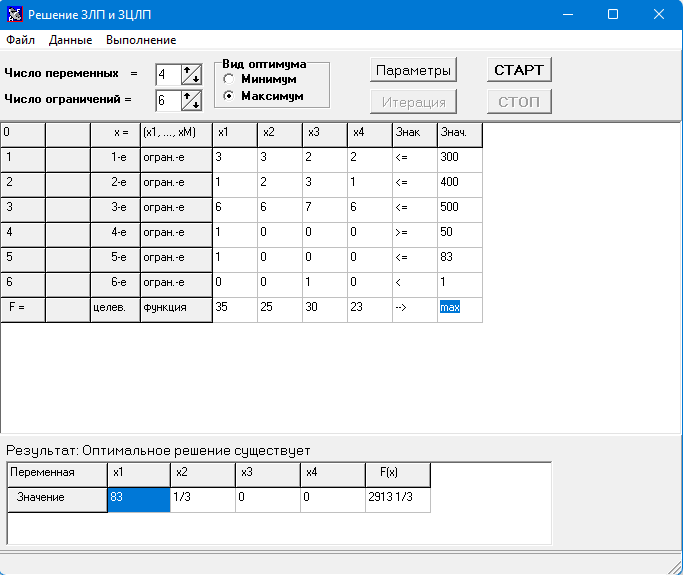 Решение ЗЛП и ЗЦЛП
Файл Данные Выполнение
Число переменных = 4
Число ограничений = 6
Вид оптимума
Минимум
Максимум
Параметры СТАРТ
Итерация СТОП
0 x = (x1, ..., xM) x1 x2 x3 x4 Знак Знач.
1 1-е огран.-е 3 3 2 2 <= 300
2 2-е огран.-е 1 2 3 1 <= 400
3 3-е огран.-е 6 6 7 6 <= 500
4 4-е огран.-е 1 0 0 0 >= 50
5 5-е огран.-е 1 0 0 0 <= 83
6 6-е огран.-е 0 0 1 0 < 1
F = целев. функция 35 25 30 23 --> max
Результат: Оптимальное решение существует
Переменная x1 x2 x3 x4 F(x)
Значение 83 1/3 0 0 2913 1/3